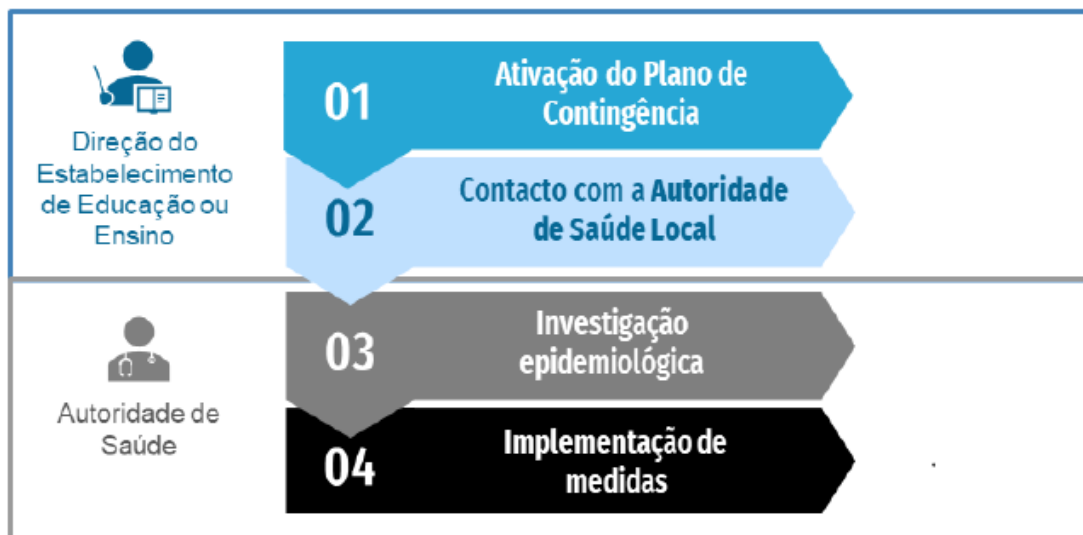 Direção do
Estabelecimento
de Educação ou
Ensino
01
Ativação do Plano de
Contingência
02
Contacto com a Autoridade
de Saúde Local
Autoridade de
Saúde
03
Investigação
epidemiológica
04
Implementação de
medidas